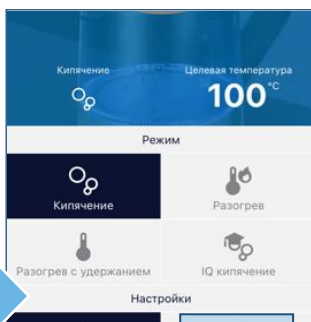 Кипячение Целевая температура
100°C
Режим
Кипячение Разогрев
Разогрев с удержанием IQ кипячение
Настройки